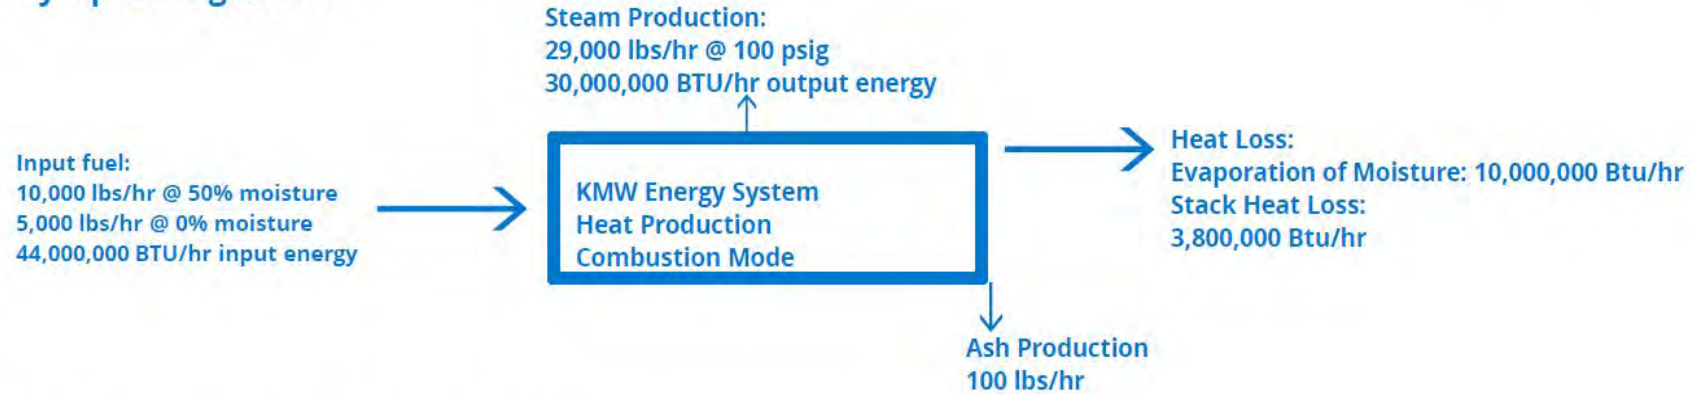 Steam Production:
29,000 lbs/hr @ 100 psig
30,000,000 BTU/hr output energy
Input fuel:
10,000 lbs/hr @ 50% moisture
5,000 lbs/hr @ 0% moisture
44,000,000 BTU/hr input energy
KMW Energy System
Heat Production
Combustion Mode
Heat Loss:
Evaporation of Moisture: 10,000,000 Btu/hr
Stack Heat Loss:
3,800,000 Btu/hr
Ash Production
100 lbs/hr